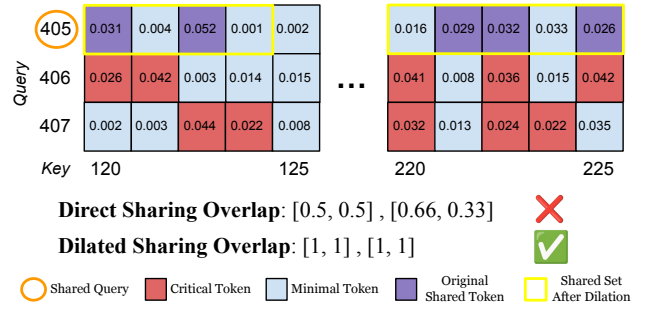 405 0.031 0.004 0.052 0.001 0.002 0.016 0.029 0.032 0.033 0.026
406 0.026 0.042 0.003 0.014 0.015 ... 0.041 0.008 0.036 0.015 0.042
407 0.002 0.003 0.044 0.022 0.008 0.032 0.013 0.024 0.022 0.035
Query
Key 120 125 220 225
Direct Sharing Overlap: [0.5, 0.5] , [0.66, 0.33]
Dilated Sharing Overlap: [1, 1] , [1, 1]
Shared Query Critical Token Minimal Token Original Shared Token Shared Set After Dilation